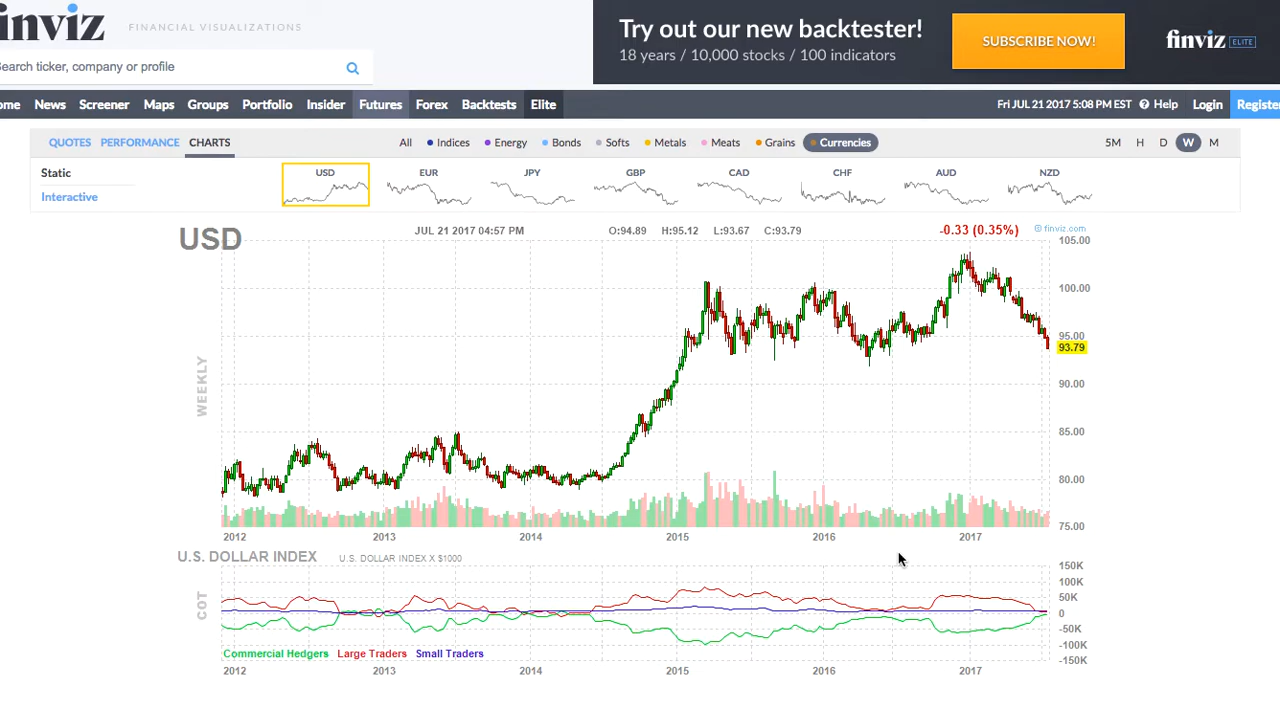 finviz FINANCIAL VISUALIZATIONS
Try out our new backtester!
18 years / 10,000 stocks / 100 indicators
SUBSCRIBE NOW!
finviz ELITE
Search ticker, company or profile
ome News Screener Maps Groups Portfolio Insider Futures Forex Backtests Elite Fri JUL 21 2017 5:08 PM EST Help Login Registe
QUOTES PERFORMANCE CHARTS All Indices Energy Bonds Softs Metals Meats Grains Currencies 5M H D W M
Static
Interactive
USD EUR JPY GBP CAD CHF AUD NZD
USD JUL 21 2017 04:57 PM O:94.89 H:95.12 L:93.67 C:93.79 -0.33 (0.35%) © finviz.com
105.00
100.00
95.00
93.79
90.00
85.00
80.00
75.00
WEEKLY
2012 2013 2014 2015 2016 2017
U.S. DOLLAR INDEX U.S. DOLLAR INDEX X $1000
150K
100K
50K
0
-50K
-100K
-150K
COT
Commercial Hedgers Large Traders Small Traders
2012 2013 2014 2015 2016 2017